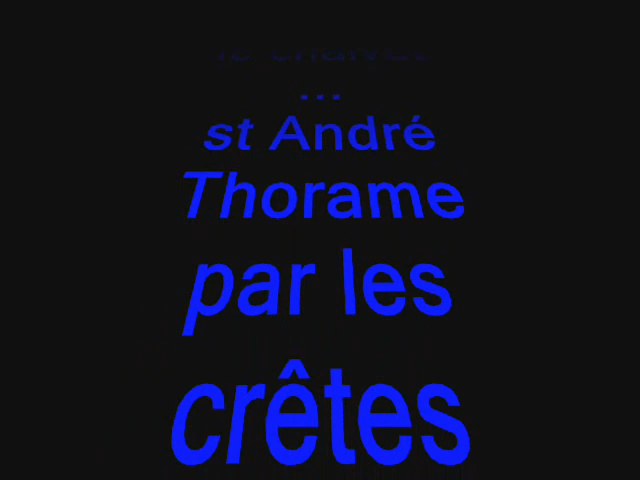 ...
st André
Thorame
par les
crêtes